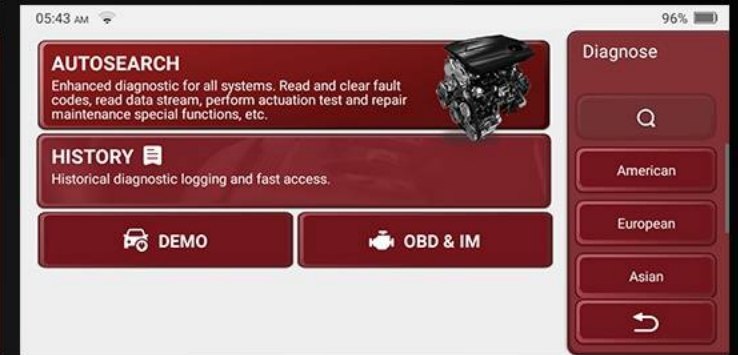 05:43 AM
96%
AUTOSEARCH
Enhanced diagnostic for all systems. Read and clear fault
codes, read data stream, perform actuation test and repair
maintenance special functions, etc.
HISTORY
Historical diagnostic logging and fast access.
DEMO
OBD & IM
Diagnose
American
European
Asian